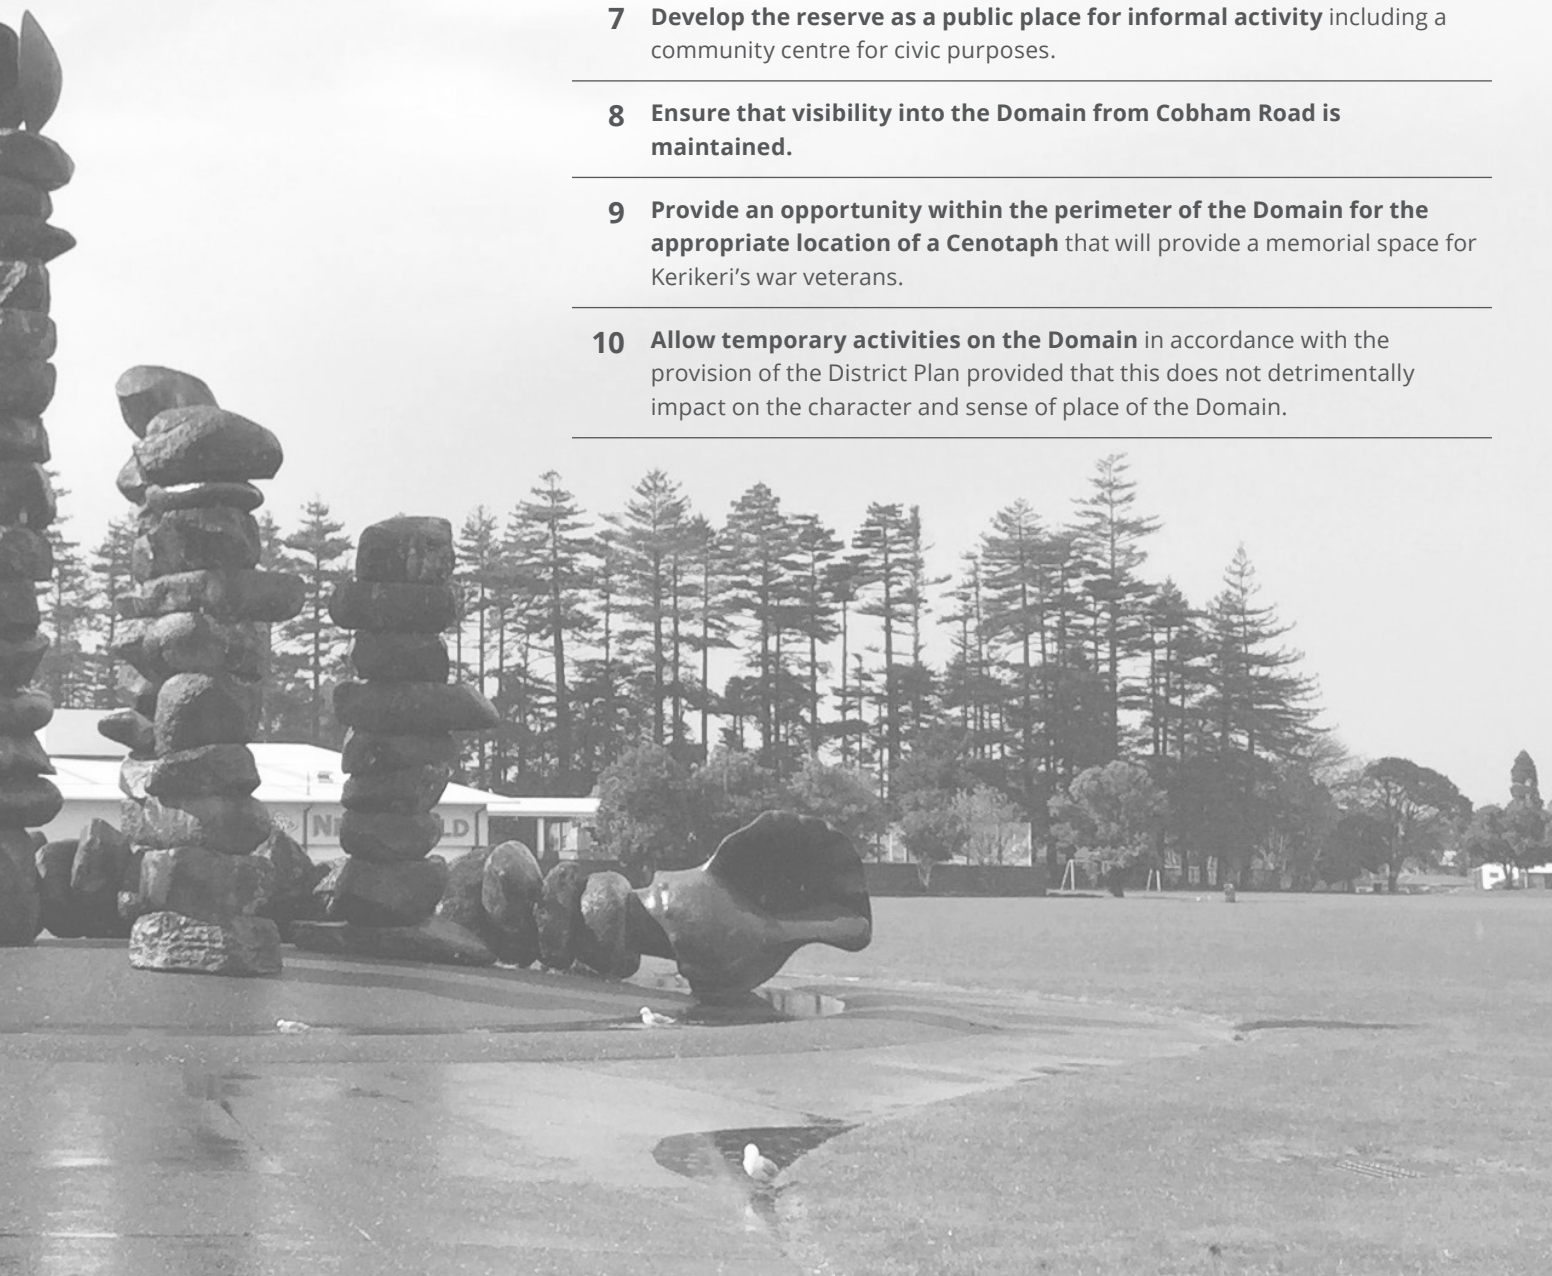 7 Develop the reserve as a public place for informal activity including a
community centre for civic purposes.
8 Ensure that visibility into the Domain from Cobham Road is
maintained.
9 Provide an opportunity within the perimeter of the Domain for the
appropriate location of a Cenotaph that will provide a memorial space for
Kerikeri's war veterans.
10 Allow temporary activities on the Domain in accordance with the
provision of the District Plan provided that this does not detrimentally
impact on the character and sense of place of the Domain.